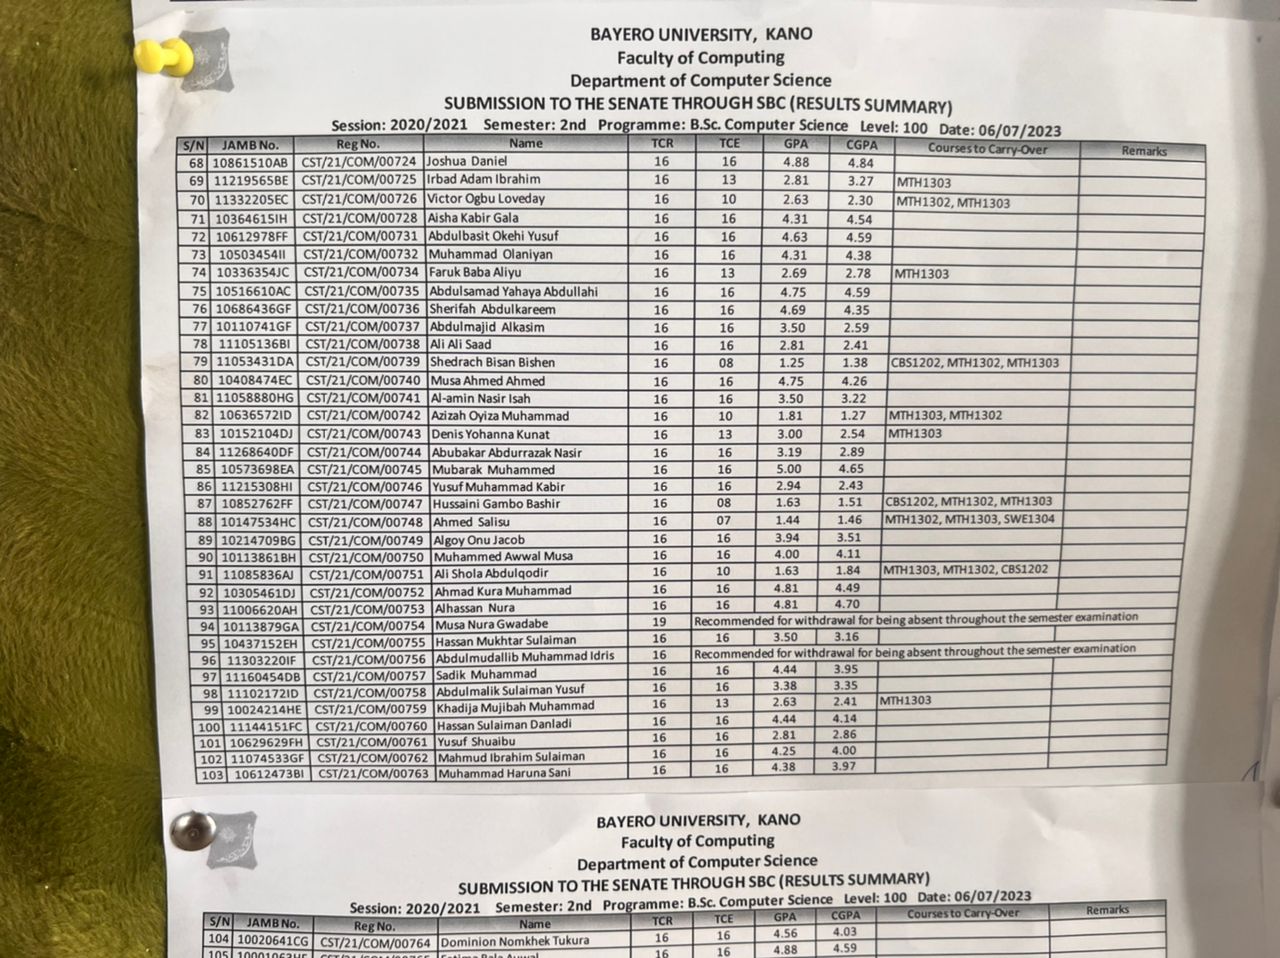 BAYERO UNIVERSITY, KANO
Faculty of Computing
Department of Computer Science
SUBMISSION TO THE SENATE THROUGH SBC (RESULTS SUMMARY)
Session: 2020/2021 Semester: 2nd Programme: B.Sc. Computer Science Level: 100 Date: 06/07/2023
S/N JAMB No. Reg No. Name TCR TCE GPA CGPA Courses to Carry-Over Remarks
68 10861510AB CST/21/COM/00724 Joshua Daniel 16 16 4.88 4.84
69 11219565BE CST/21/COM/00725 Irbad Adam Ibrahim 16 13 2.81 3.27 MTH1303
70 11332205EC CST/21/COM/00726 Victor Ogbu Loveday 16 10 2.63 2.30 MTH1302, MTH1303
71 10364615IH CST/21/COM/00728 Aisha Kabir Gala 16 16 4.31 4.54
72 10612978FF CST/21/COM/00731 Abdulbasit Okehi Yusuf 16 16 4.63 4.59
73 10503454II CST/21/COM/00732 Muhammad Olaniyan 16 16 4.31 4.38
74 10336354JC CST/21/COM/00734 Faruk Baba Aliyu 16 13 2.69 2.78 MTH1303
75 10516610AC CST/21/COM/00735 Abdulsamad Yahaya Abdullahi 16 16 4.75 4.59
76 10686436GF CST/21/COM/00736 Sherifah Abdulkareem 16 16 4.69 4.35
77 10110741GF CST/21/COM/00737 Abdulmajid Alkasim 16 16 3.50 2.59
78 11105136BI CST/21/COM/00738 Ali Ali Saad 16 16 2.81 2.41
79 11053431DA CST/21/COM/00739 Shedrach Bisan Bishen 16 08 1.25 1.38 CBS1202, MTH1302, MTH1303
80 10408474EC CST/21/COM/00740 Musa Ahmed Ahmed 16 16 4.75 4.26
81 11058880HG CST/21/COM/00741 Al-amin Nasir Isah 16 16 3.50 3.22
82 10636572ID CST/21/COM/00742 Azizah Oyiza Muhammad 16 10 1.81 1.27 MTH1303, MTH1302
83 10152104DJ CST/21/COM/00743 Denis Yohanna Kunat 16 13 3.00 2.54 MTH1303
84 11268640DF CST/21/COM/00744 Abubakar Abdurrazak Nasir 16 16 3.19 2.89
85 10573698EA CST/21/COM/00745 Mubarak Muhammed 16 16 5.00 4.65
86 11215308HI CST/21/COM/00746 Yusuf Muhammad Kabir 16 16 2.94 2.43
87 10852762FF CST/21/COM/00747 Hussaini Gambo Bashir 16 08 1.63 1.51 CBS1202, MTH1302, MTH1303
88 10147534HC CST/21/COM/00748 Ahmed Salisu 16 07 1.44 1.46 MTH1302, MTH1303, SWE1304
89 10214709BG CST/21/COM/00749 Algoy Onu Jacob 16 16 3.94 3.51
90 10113861BH CST/21/COM/00750 Muhammed Awwal Musa 16 16 4.00 4.11
91 11085836AJ CST/21/COM/00751 Ali Shola Abdulqodir 16 10 1.63 1.84 MTH1303, MTH1302, CBS1202
92 10305461DJ CST/21/COM/00752 Ahmad Kura Muhammad 16 16 4.81 4.49
93 11006620AH CST/21/COM/00753 Alhassan Nura 16 16 4.81 4.70
94 10113879GA CST/21/COM/00754 Musa Nura Gwadabe 19 Recommended for withdrawal for being absent throughout the semester examination
95 10437152EH CST/21/COM/00755 Hassan Mukhtar Sulaiman 16 16 3.50 3.16
96 11303220IF CST/21/COM/00756 Abdulmudallib Muhammad Idris 16 Recommended for withdrawal for being absent throughout the semester examination
97 11160454DB CST/21/COM/00757 Sadik Muhammad 16 16 4.44 3.95
98 11102172ID CST/21/COM/00758 Abdulmalik Sulaiman Yusuf 16 16 3.38 3.35
99 10024214HE CST/21/COM/00759 Khadija Mujibah Muhammad 16 13 2.63 2.41 MTH1303
100 11144151FC CST/21/COM/00760 Hassan Sulaiman Danladi 16 16 4.44 4.14
101 10629629FH CST/21/COM/00761 Yusuf Shuaibu 16 16 2.81 2.86
102 11074533GF CST/21/COM/00762 Mahmud Ibrahim Sulaiman 16 16 4.25 4.00
103 10612473BI CST/21/COM/00763 Muhammad Haruna Sani 16 16 4.38 3.97
BAYERO UNIVERSITY, KANO
Faculty of Computing
Department of Computer Science
SUBMISSION TO THE SENATE THROUGH SBC (RESULTS SUMMARY)
Session: 2020/2021 Semester: 2nd Programme: B.Sc. Computer Science Level: 100 Date: 06/07/2023
S/N JAMB No. Reg No. Name TCR TCE GPA CGPA Courses to Carry-Over Remarks
104 10020641CG CST/21/COM/00764 Dominion Nomkhek Tukura 16 16 4.56 4.03
105 16 16 4.88 4.59